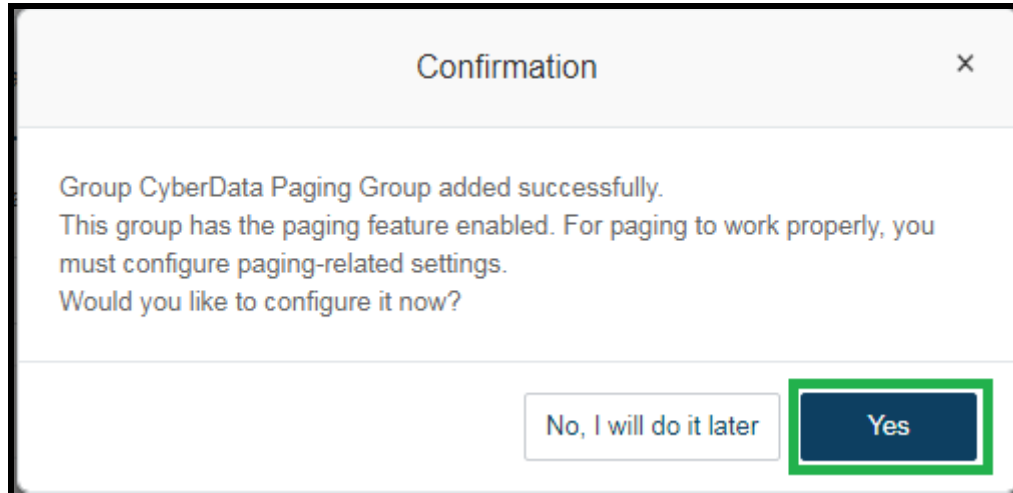 Confirmation
×
Group CyberData Paging Group added successfully.
This group has the paging feature enabled. For paging to work properly, you
must configure paging-related settings.
Would you like to configure it now?
No, I will do it later
Yes